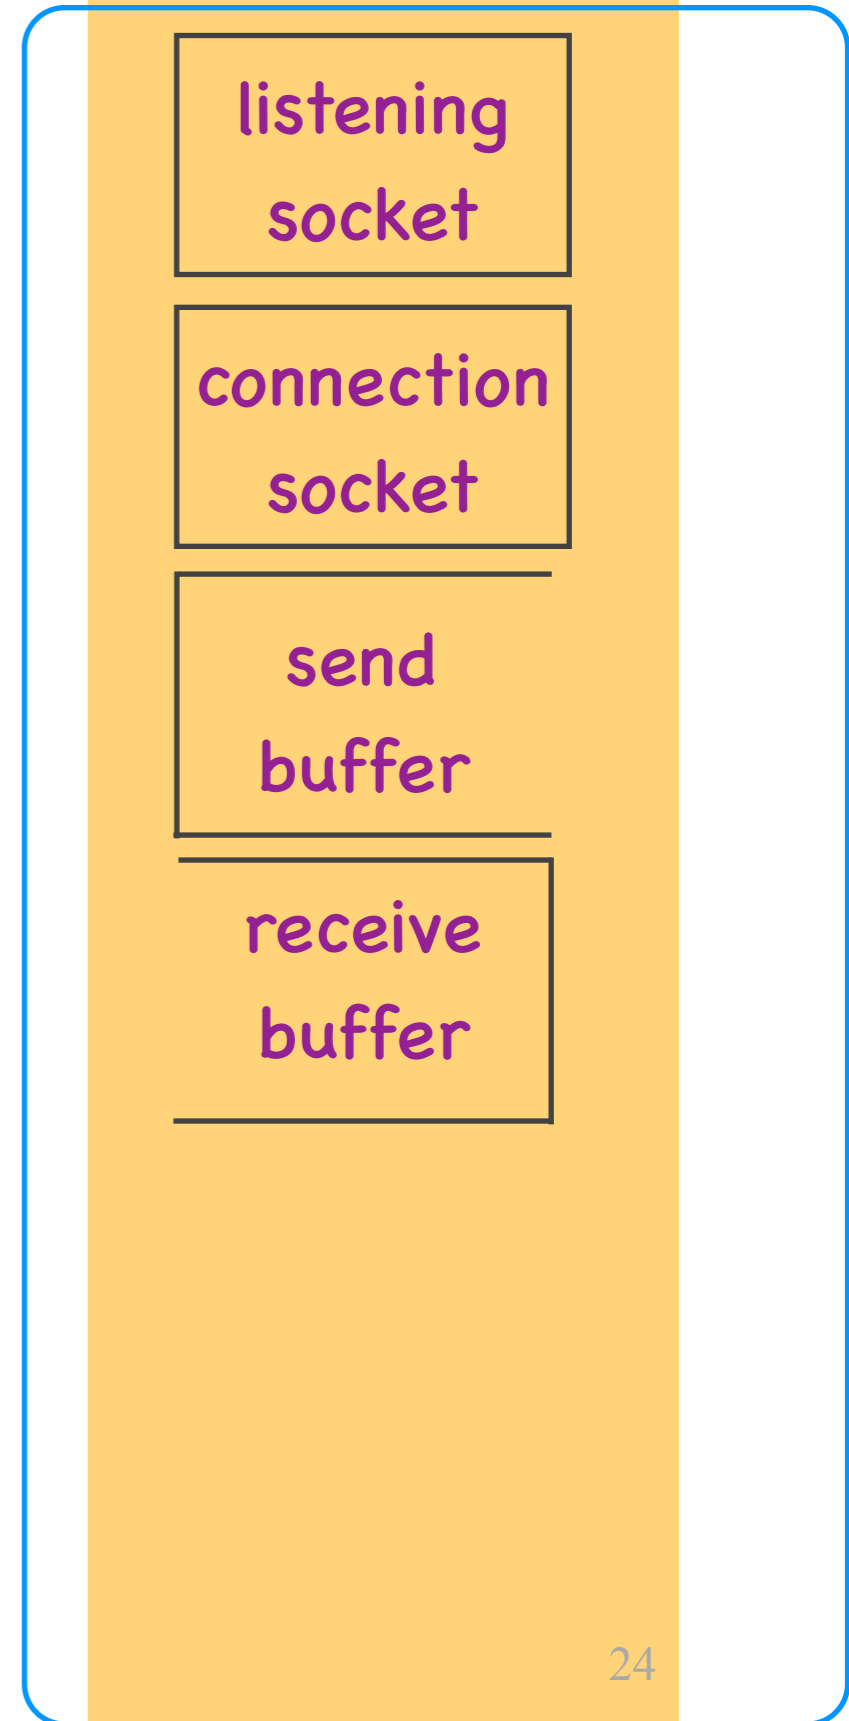 listening
socket
connection
socket
send
buffer
receive
buffer
24